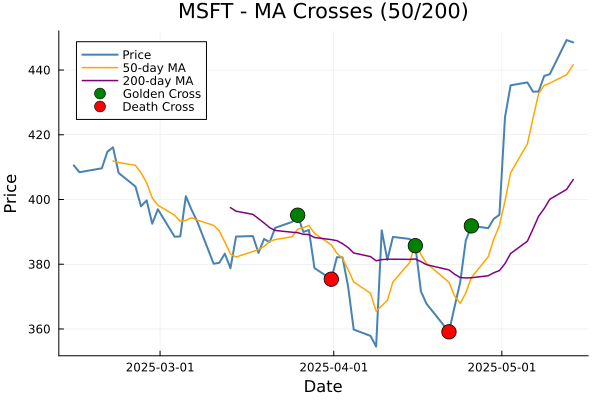 MSFT - MA Crosses (50/200)
Price
50-day MA
200-day MA
Golden Cross
Death Cross
Price
440
420
400
380
360
2025-03-01
2025-04-01
2025-05-01
Date